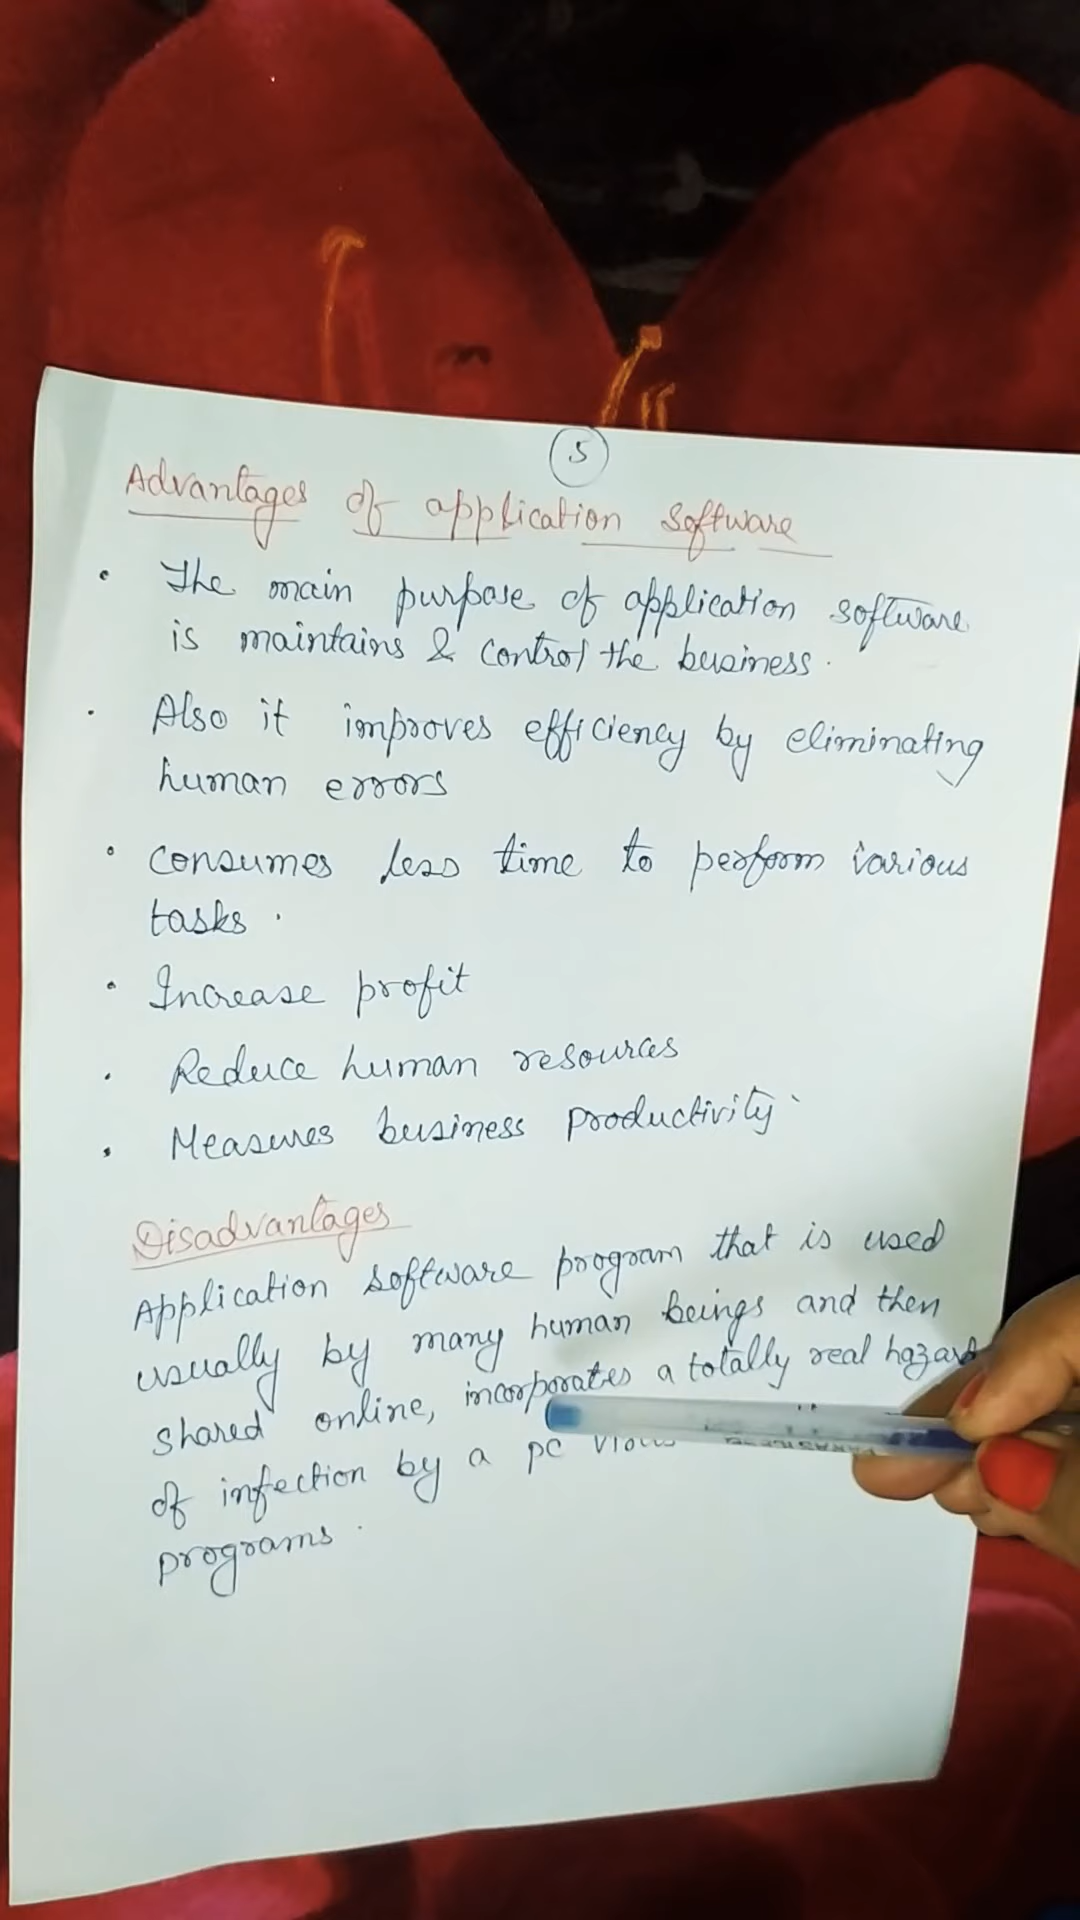 5
Advantages of application software
• The main purpose of application software
is maintains & control the business.
• Also it improves efficiency by eliminating
human errors
• consumes less time to perform various
tasks.
• Increase profit
• Reduce human resources
• Measures business productivity
Disadvantages
Application software program that is used
usually by many human beings and then
shared online, incorporates a totally real hazard
of infection by a pc
programs.